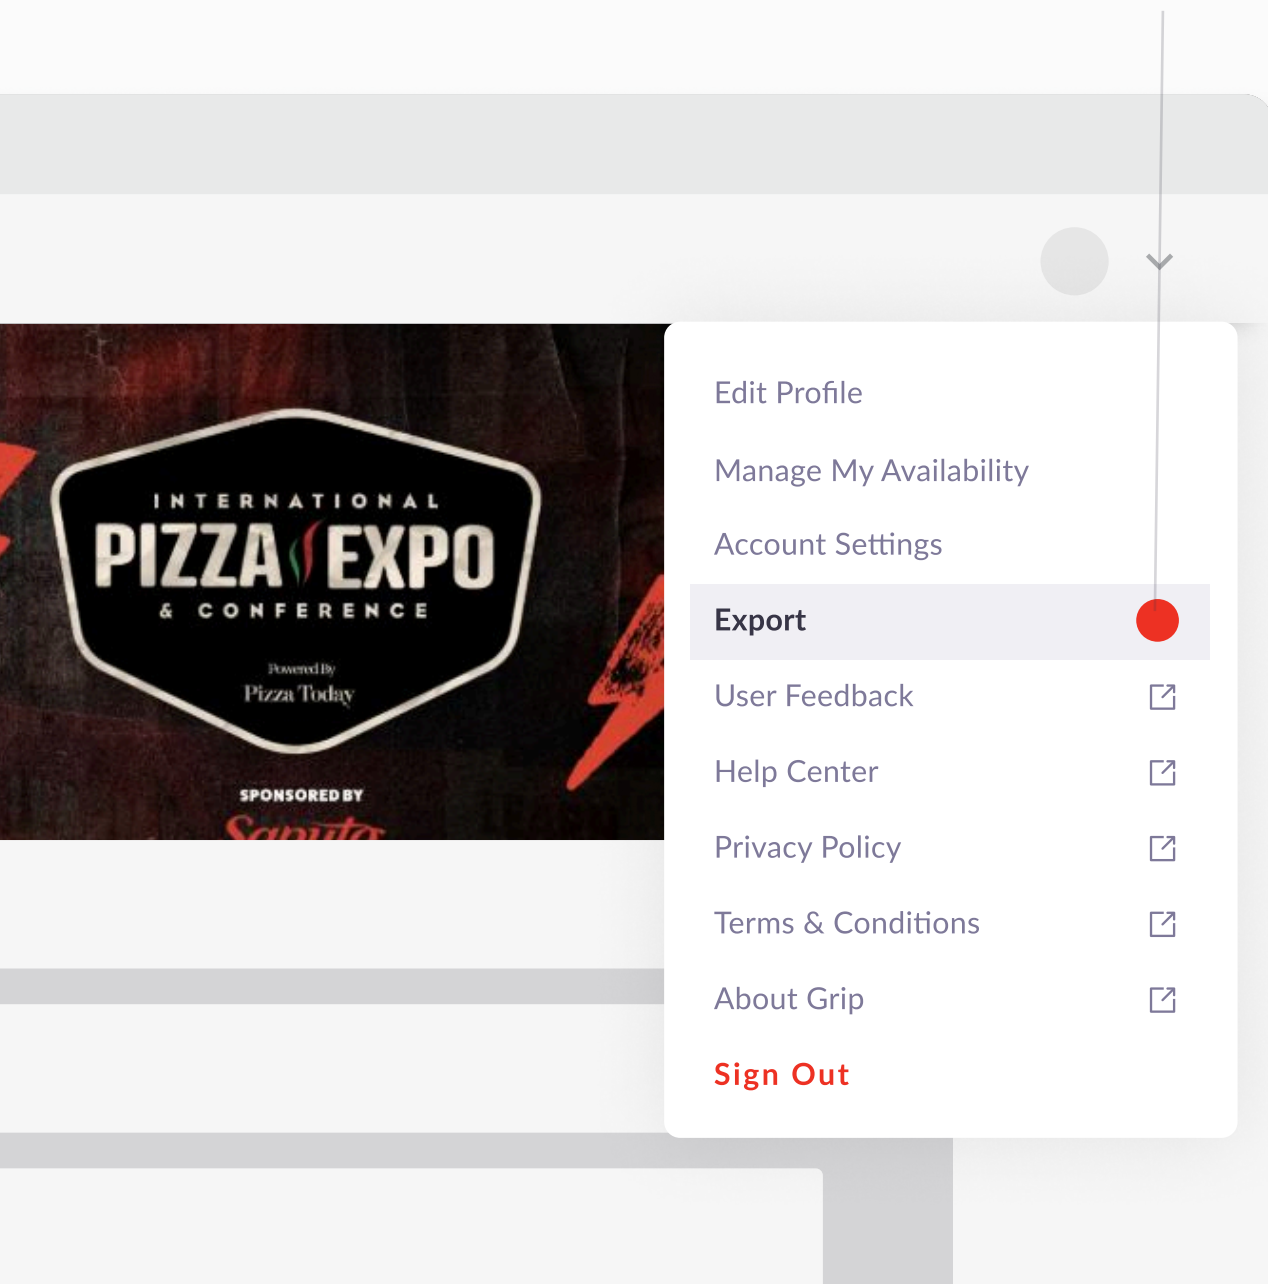 INTERNATIONAL
PIZZA EXPO
& CONFERENCE
Powered By
Pizza Today
SPONSORED BY
Saputo
Edit Profile
Manage My Availability
Account Settings
Export
User Feedback
Help Center
Privacy Policy
Terms & Conditions
About Grip
Sign Out